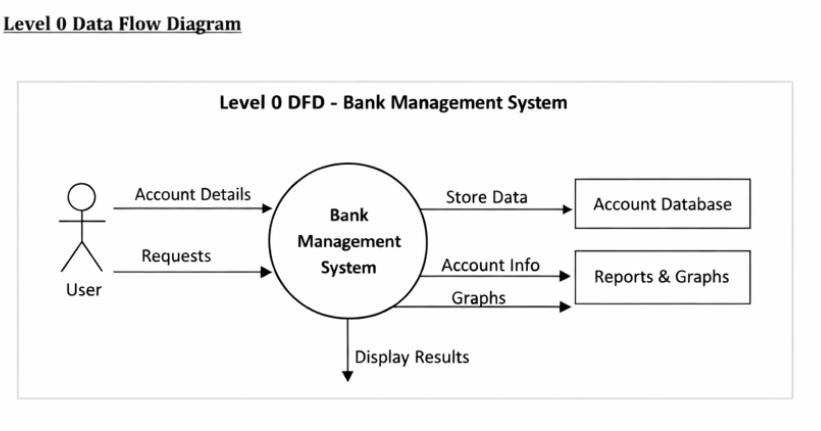 Level 0 Data Flow Diagram
Level 0 DFD - Bank Management System
Account Details
Requests
User
Bank
Management
System
Store Data
Account Info
Graphs
Account Database
Reports & Graphs
Display Results